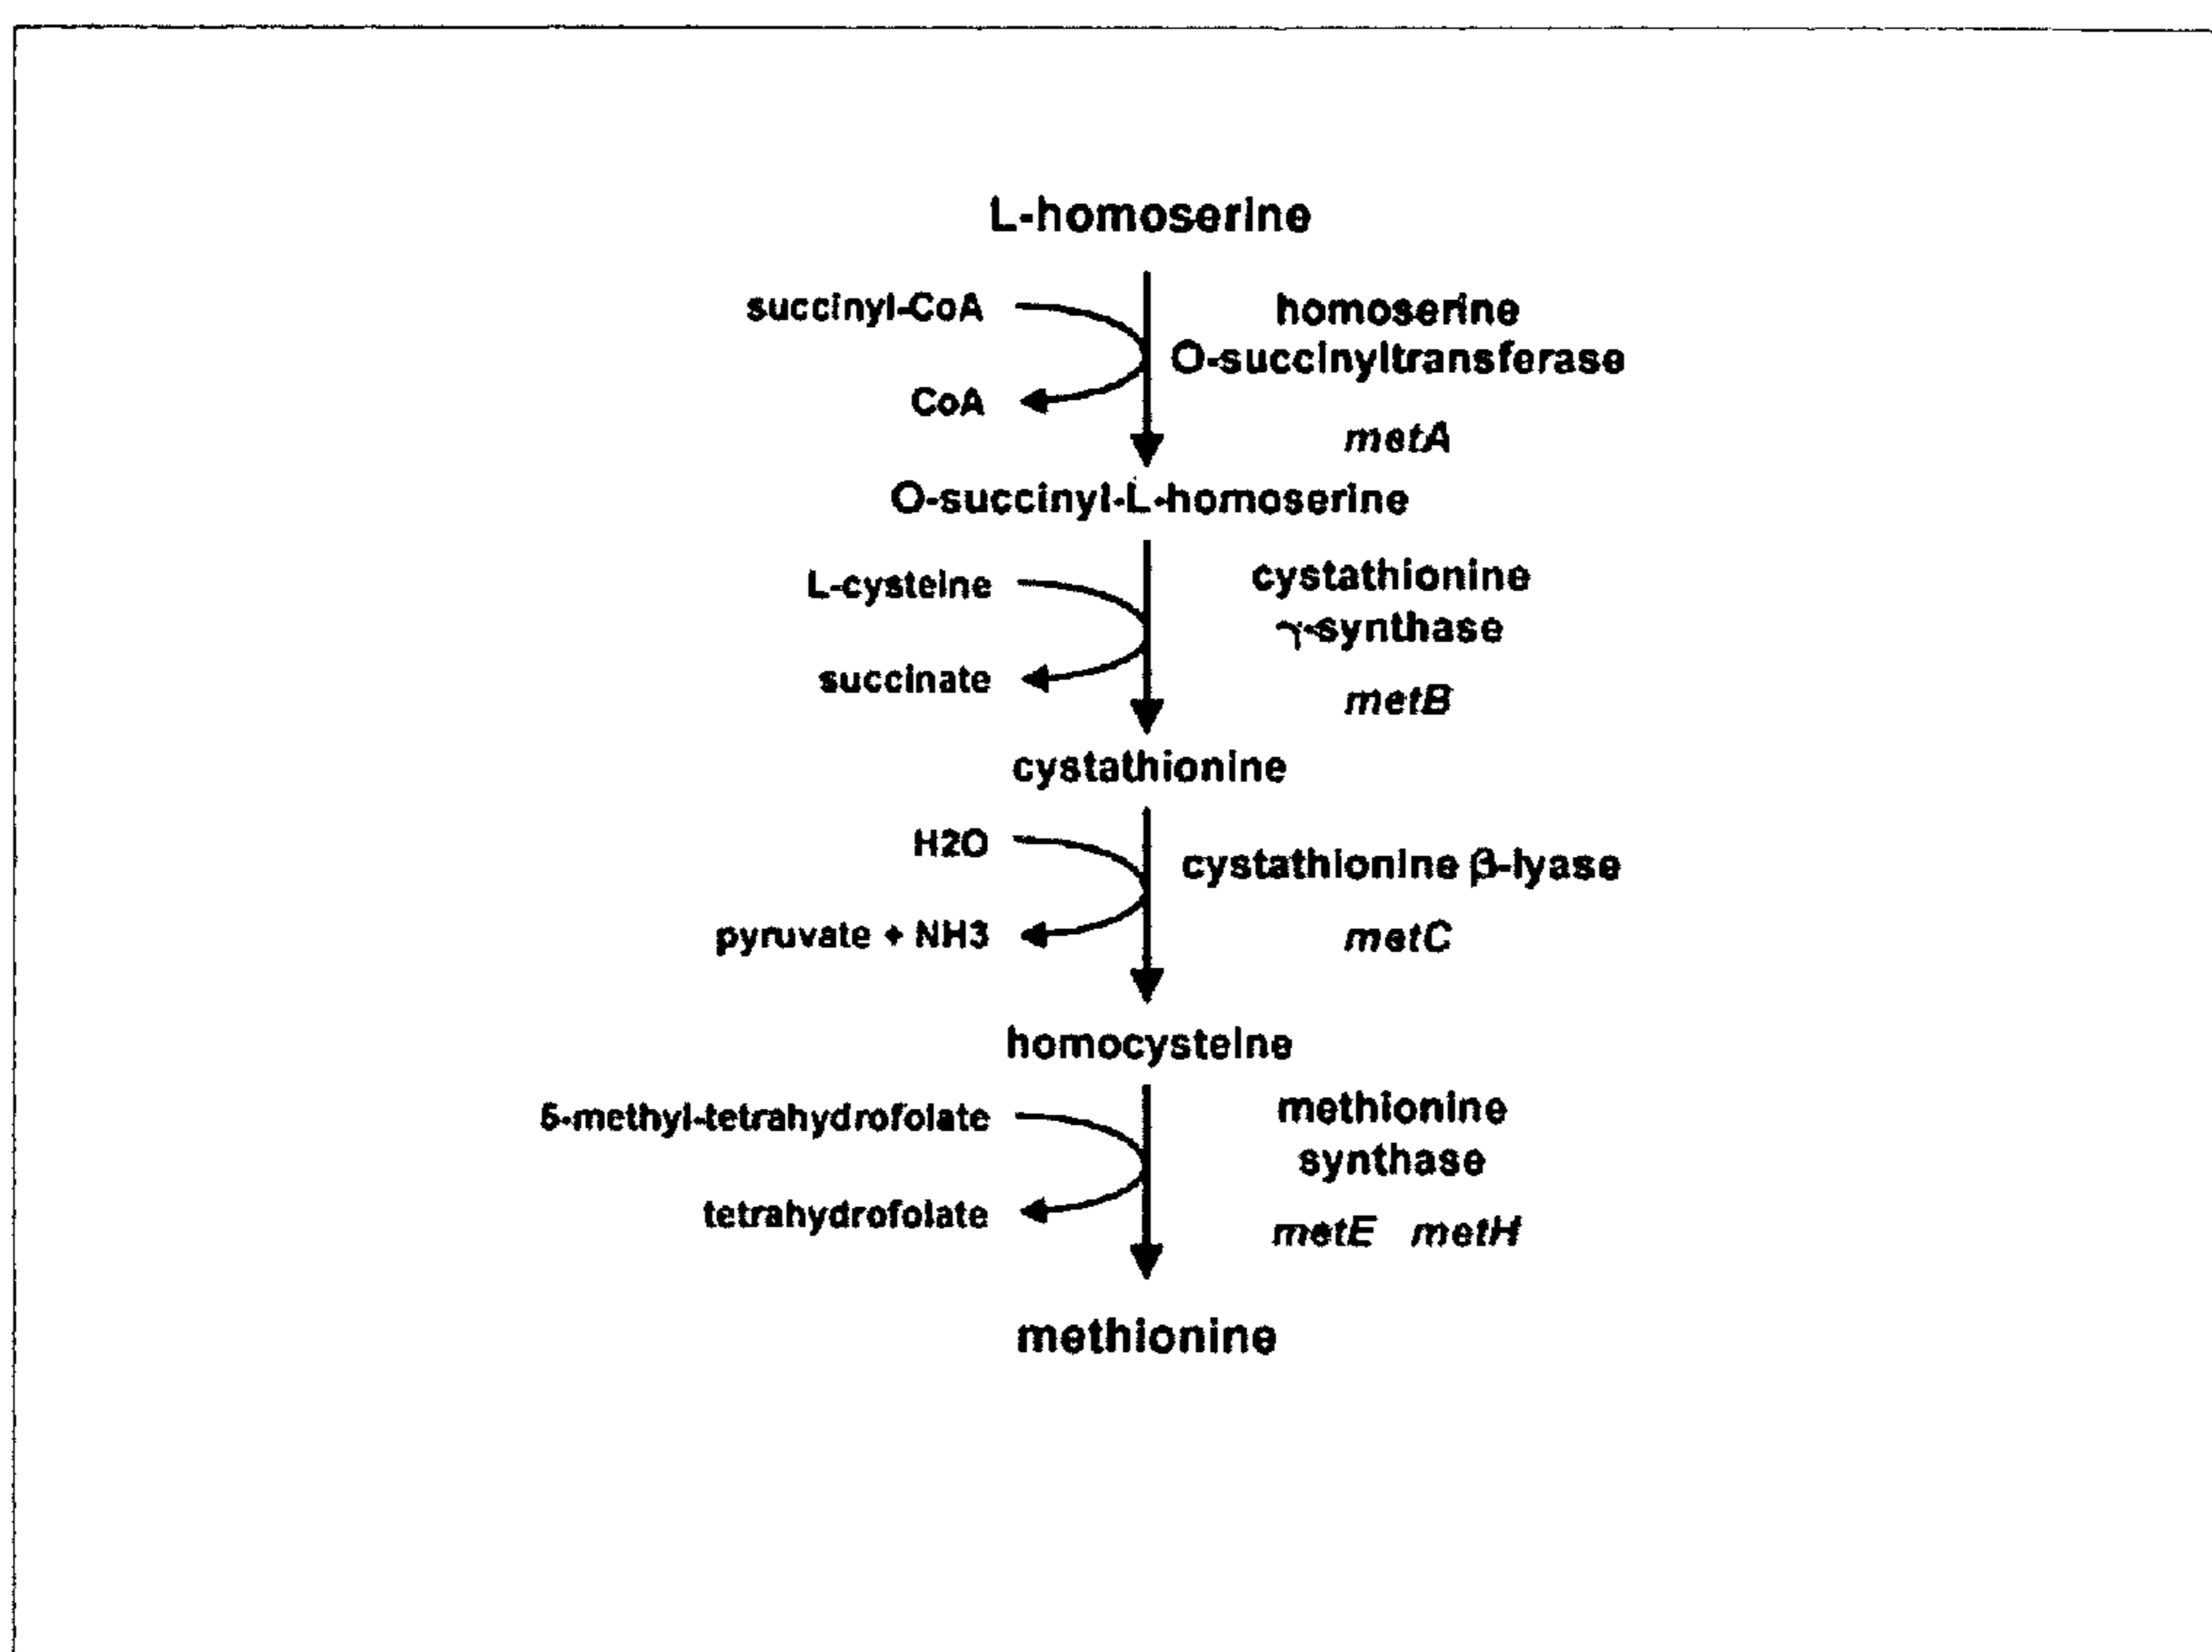 L-homoserine
succinyl-CoA
homoserine
O-succinyltransferase
CoA
metA
O-succinyl-L-homoserine
L-cysteine
cystathionine
γ-synthase
succinate
metB
cystathionine
H2O
cystathionine β-lyase
pyruvate + NH3
metC
homocysteine
5-methyl-tetrahydrofolate
methionine
synthase
tetrahydrofolate
metE metH
methionine